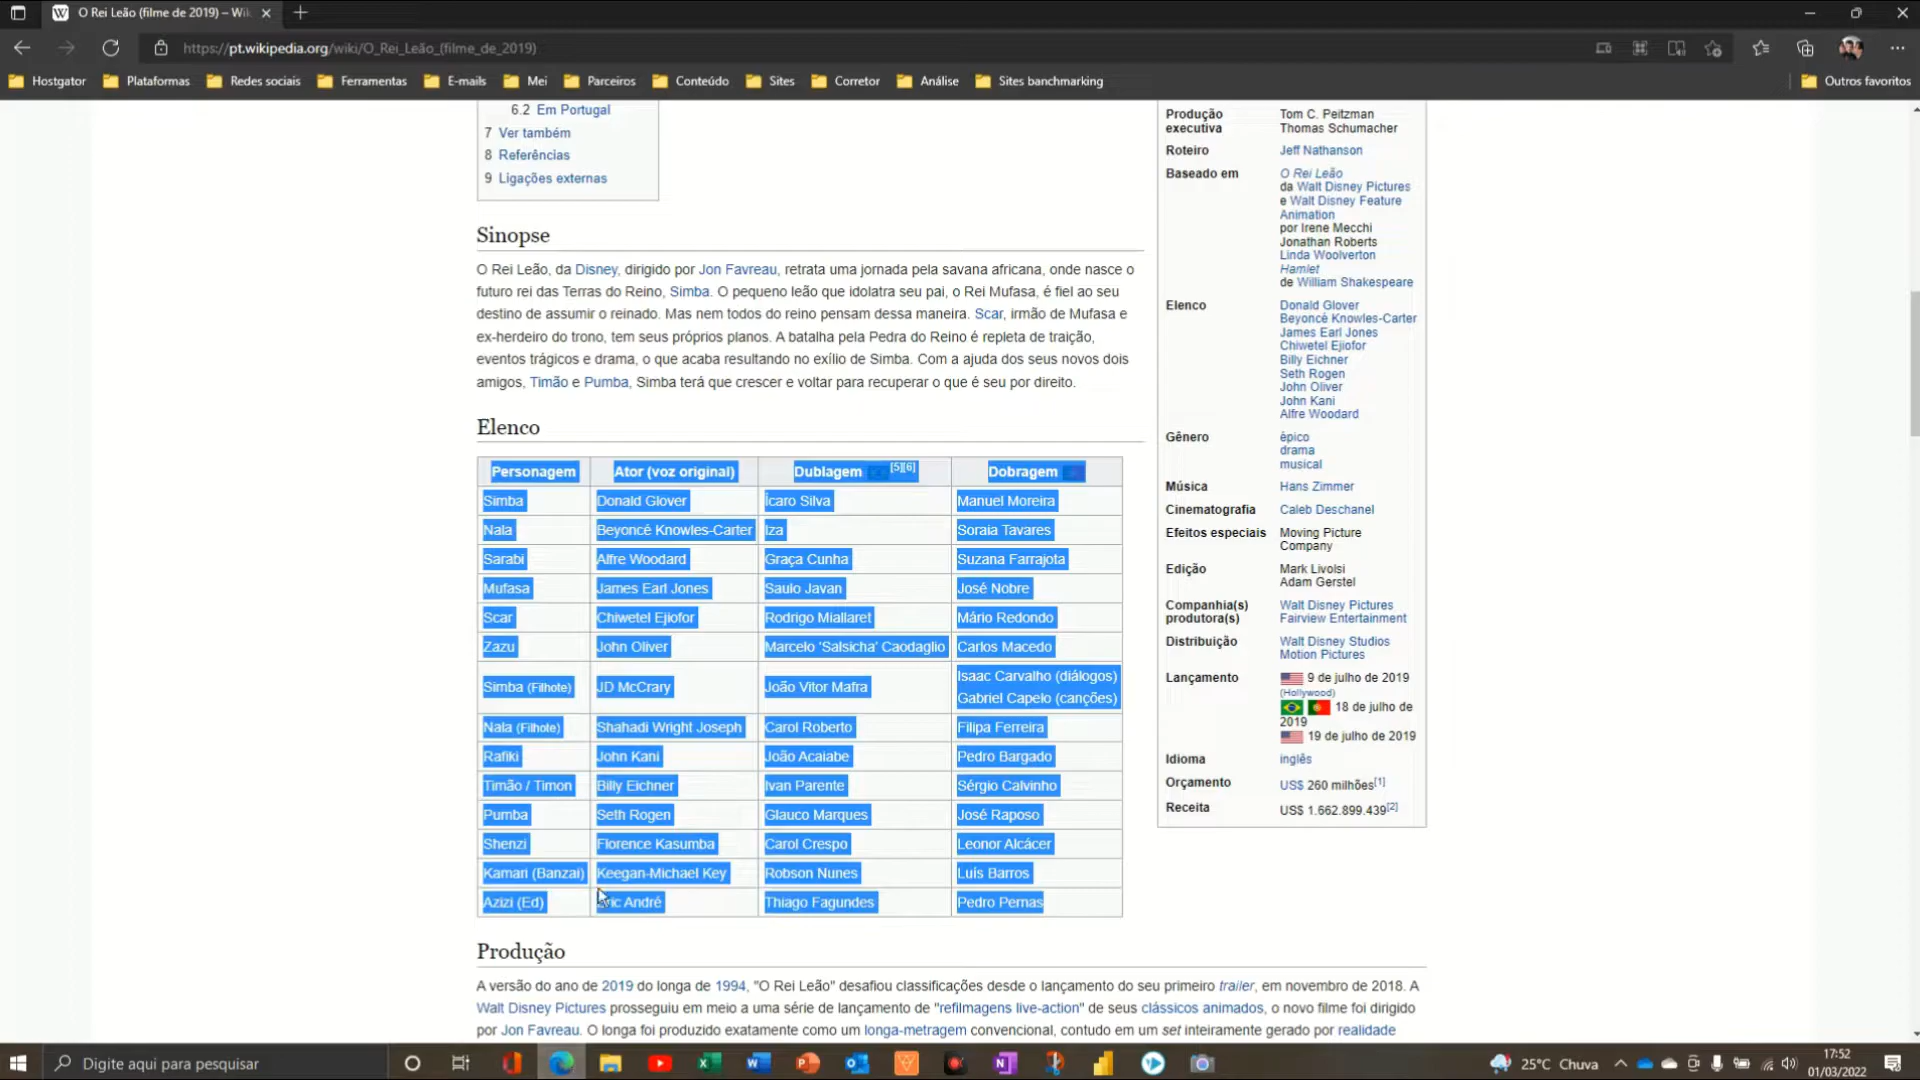 O Rei Leão (filme de 2019) – Wik
https://pt.wikipedia.org/wiki/O_Rei_Leão_(filme_de_2019)
Hostgator Plataformas Redes sociais Ferramentas E-mails Mei Parceiros Conteúdo Sites Corretor Análise Sites banchmarking Outros favoritos
6.2 Em Portugal
7 Ver também
8 Referências
9 Ligações externas
Sinopse
O Rei Leão, da Disney, dirigido por Jon Favreau, retrata uma jornada pela savana africana, onde nasce o
futuro rei das Terras do Reino, Simba. O pequeno leão que idolatra seu pai, o Rei Mufasa, é fiel ao seu
destino de assumir o reinado. Mas nem todos do reino pensam dessa maneira. Scar, irmão de Mufasa e
ex-herdeiro do trono, tem seus próprios planos. A batalha pela Pedra do Reino é repleta de traição,
eventos trágicos e drama, o que acaba resultando no exílio de Simba. Com a ajuda dos seus novos dois
amigos, Timão e Pumba, Simba terá que crescer e voltar para recuperar o que é seu por direito.
Elenco
Personagem Ator (voz original) Dublagem [5][6] Dobragem
Simba Donald Glover Ícaro Silva Manuel Moreira
Nala Beyoncé Knowles-Carter Iza Soraia Tavares
Sarabi Alfre Woodard Graça Cunha Suzana Farrajota
Mufasa James Earl Jones Saulo Javan José Nobre
Scar Chiwetel Ejiofor Rodrigo Miallaret Mário Redondo
Zazu John Oliver Marcelo 'Salsicha' Caodaglio Carlos Macedo
Simba (Filhote) JD McCrary João Vitor Mafra Isaac Carvalho (diálogos)
Gabriel Capelo (canções)
Nala (Filhote) Shahadi Wright Joseph Carol Roberto Filipa Ferreira
Rafiki John Kani João Acaiabe Pedro Bargado
Timão / Timon Billy Eichner Ivan Parente Sérgio Calvinho
Pumba Seth Rogen Glauco Marques José Raposo
Shenzi Florence Kasumba Carol Crespo Leonor Alcácer
Kamari (Banzai) Keegan-Michael Key Robson Nunes Luís Barros
Azizi (Ed) Eric André Thiago Fagundes Pedro Pernas
Produção
A versão do ano de 2019 do longa de 1994, "O Rei Leão" desafiou classificações desde o lançamento do seu primeiro trailer, em novembro de 2018. A
Walt Disney Pictures prosseguiu em meio a uma série de lançamento de "refilmagens live-action" de seus clássicos animados, o novo filme foi dirigido
por Jon Favreau. O longa foi produzido exatamente como um longa-metragem convencional, contudo em um set inteiramente gerado por realidade
Produção Tom C. Peitzman
executiva Thomas Schumacher
Roteiro Jeff Nathanson
Baseado em O Rei Leão
da Walt Disney Pictures
e Walt Disney Feature
Animation
por Irene Mecchi
Jonathan Roberts
Linda Woolverton
Hamlet
de William Shakespeare
Elenco Donald Glover
Beyoncé Knowles-Carter
James Earl Jones
Chiwetel Ejiofor
Billy Eichner
Seth Rogen
John Oliver
John Kani
Alfre Woodard
Gênero épico
drama
musical
Música Hans Zimmer
Cinematografia Caleb Deschanel
Efeitos especiais Moving Picture
Company
Edição Mark Livolsi
Adam Gerstel
Companhia(s) Walt Disney Pictures
produtora(s) Fairview Entertainment
Distribuição Walt Disney Studios
Motion Pictures
Lançamento 9 de julho de 2019
(Hollywood)
18 de julho de
2019
19 de julho de 2019
Idioma inglês
Orçamento US$ 260 milhões[1]
Receita US$ 1.662.899.439[2]
Digite aqui para pesquisar
25°C Chuva
17:52
01/03/2022